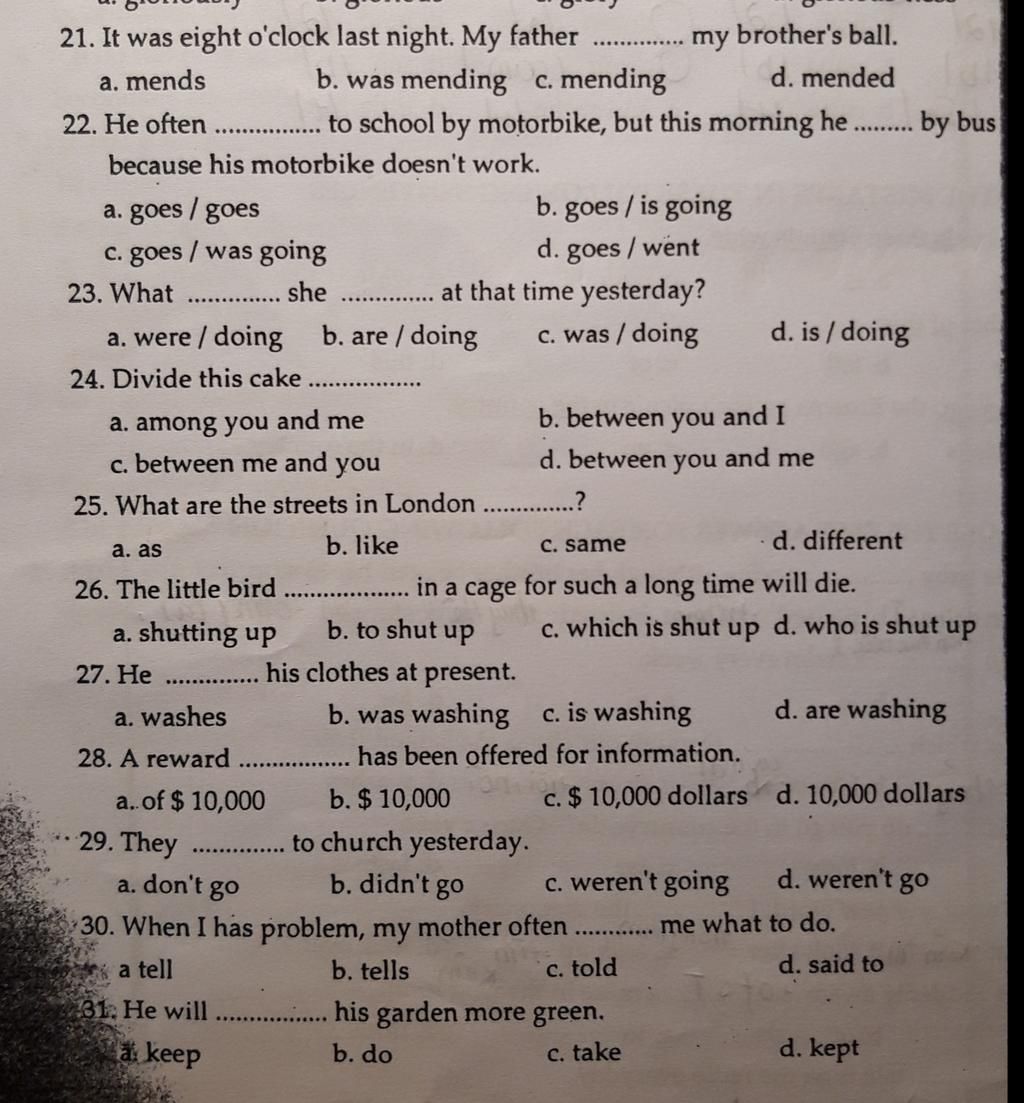 21. It was eight o'clock last night. My father .............. my brother's ball.
a. mends b. was mending c. mending d. mended
22. He often ................ to school by motorbike, but this morning he ......... by bus
because his motorbike doesn't work.
a. goes / goes b. goes / is going
c. goes / was going d. goes / went
23. What .............. she .............. at that time yesterday?
a. were / doing b. are / doing c. was / doing d. is / doing
24. Divide this cake .................
a. among you and me b. between you and I
c. between me and you d. between you and me
25. What are the streets in London ..............?
a. as b. like c. same d. different
26. The little bird ................... in a cage for such a long time will die.
a. shutting up b. to shut up c. which is shut up d. who is shut up
27. He .............. his clothes at present.
a. washes b. was washing c. is washing d. are washing
28. A reward ................. has been offered for information.
a. of $ 10,000 b. $ 10,000 c. $ 10,000 dollars d. 10,000 dollars
29. They .............. to church yesterday.
a. don't go b. didn't go c. weren't going d. weren't go
30. When I has problem, my mother often ............ me what to do.
a tell b. tells c. told d. said to
31. He will ................. his garden more green.
a. keep b. do c. take d. kept